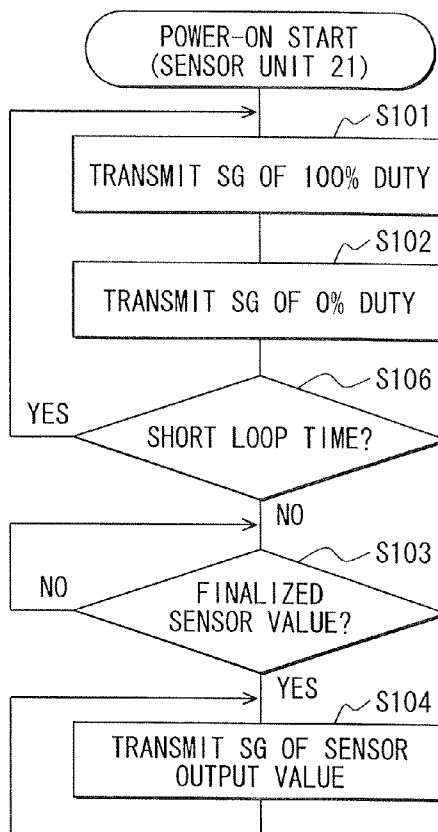 POWER-ON START
(SENSOR UNIT 21)
S101
TRANSMIT SG OF 100% DUTY
S102
TRANSMIT SG OF 0% DUTY
S106
YES
SHORT LOOP TIME?
NO
S103
NO
FINALIZED
SENSOR VALUE?
YES
S104
TRANSMIT SG OF SENSOR
OUTPUT VALUE